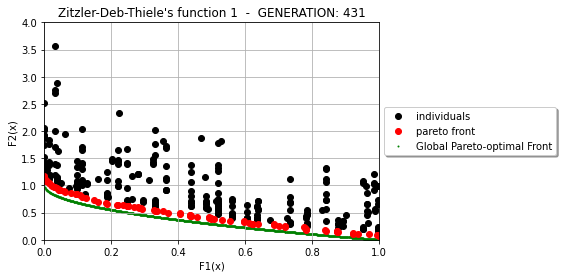 Zitzler-Deb-Thiele's function 1 - GENERATION: 431
4.0
3.5
3.0
2.5
2.0
1.5
1.0
0.5
0.0
F2(x)
0.0 0.2 0.4 0.6 0.8 1.0
F1(x)
individuals
pareto front
Global Pareto-optimal Front